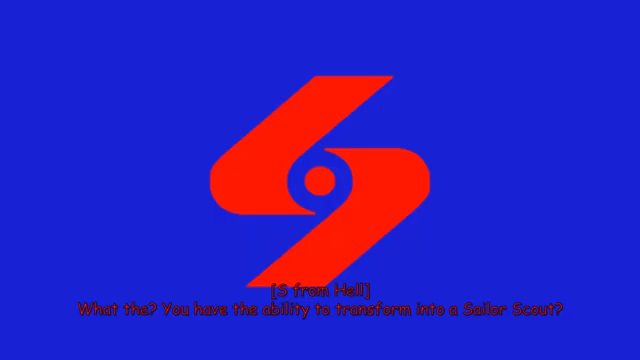 [S from Hell]
What the? You have the ability to transform into a Sailor Scout?